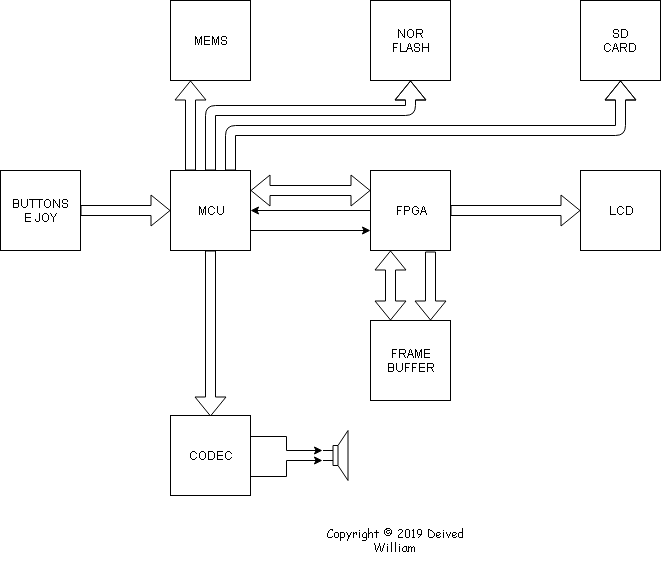 MEMS
NOR
FLASH
SD
CARD
BUTTONS
E JOY
MCU
FPGA
LCD
FRAME
BUFFER
CODEC
Copyright © 2019 Deived
William